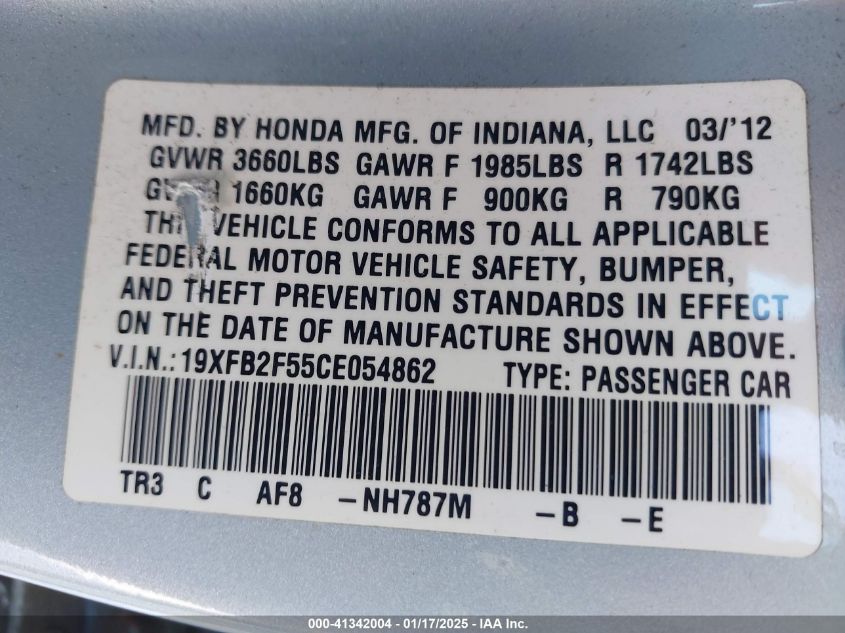 MFD. BY HONDA MFG. OF INDIANA, LLC 03/'12
GVWR 3660LBS GAWR F 1985LBS R 1742LBS
1660KG GAWR F 900KG R 790KG
VEHICLE CONFORMS TO ALL APPLICABLE
FEDERAL MOTOR VEHICLE SAFETY, BUMPER,
AND THEFT PREVENTION STANDARDS IN EFFECT
ON THE DATE OF MANUFACTURE SHOWN ABOVE.
V.I.N.: 19XFB2F55CE054862 TYPE: PASSENGER CAR
TR3 C AF8 -NH787M -B -E
000-41342004 - 01/17/2025 - IAA Inc.